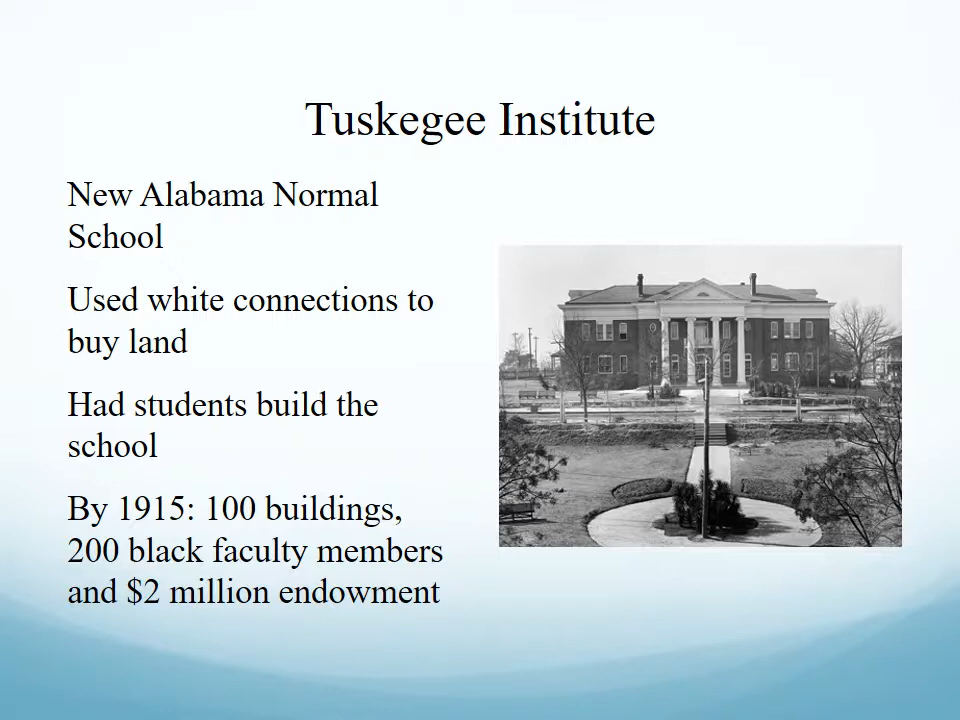 Tuskegee Institute
New Alabama Normal
School
Used white connections to
buy land
Had students build the
school
By 1915: 100 buildings,
200 black faculty members
and $2 million endowment